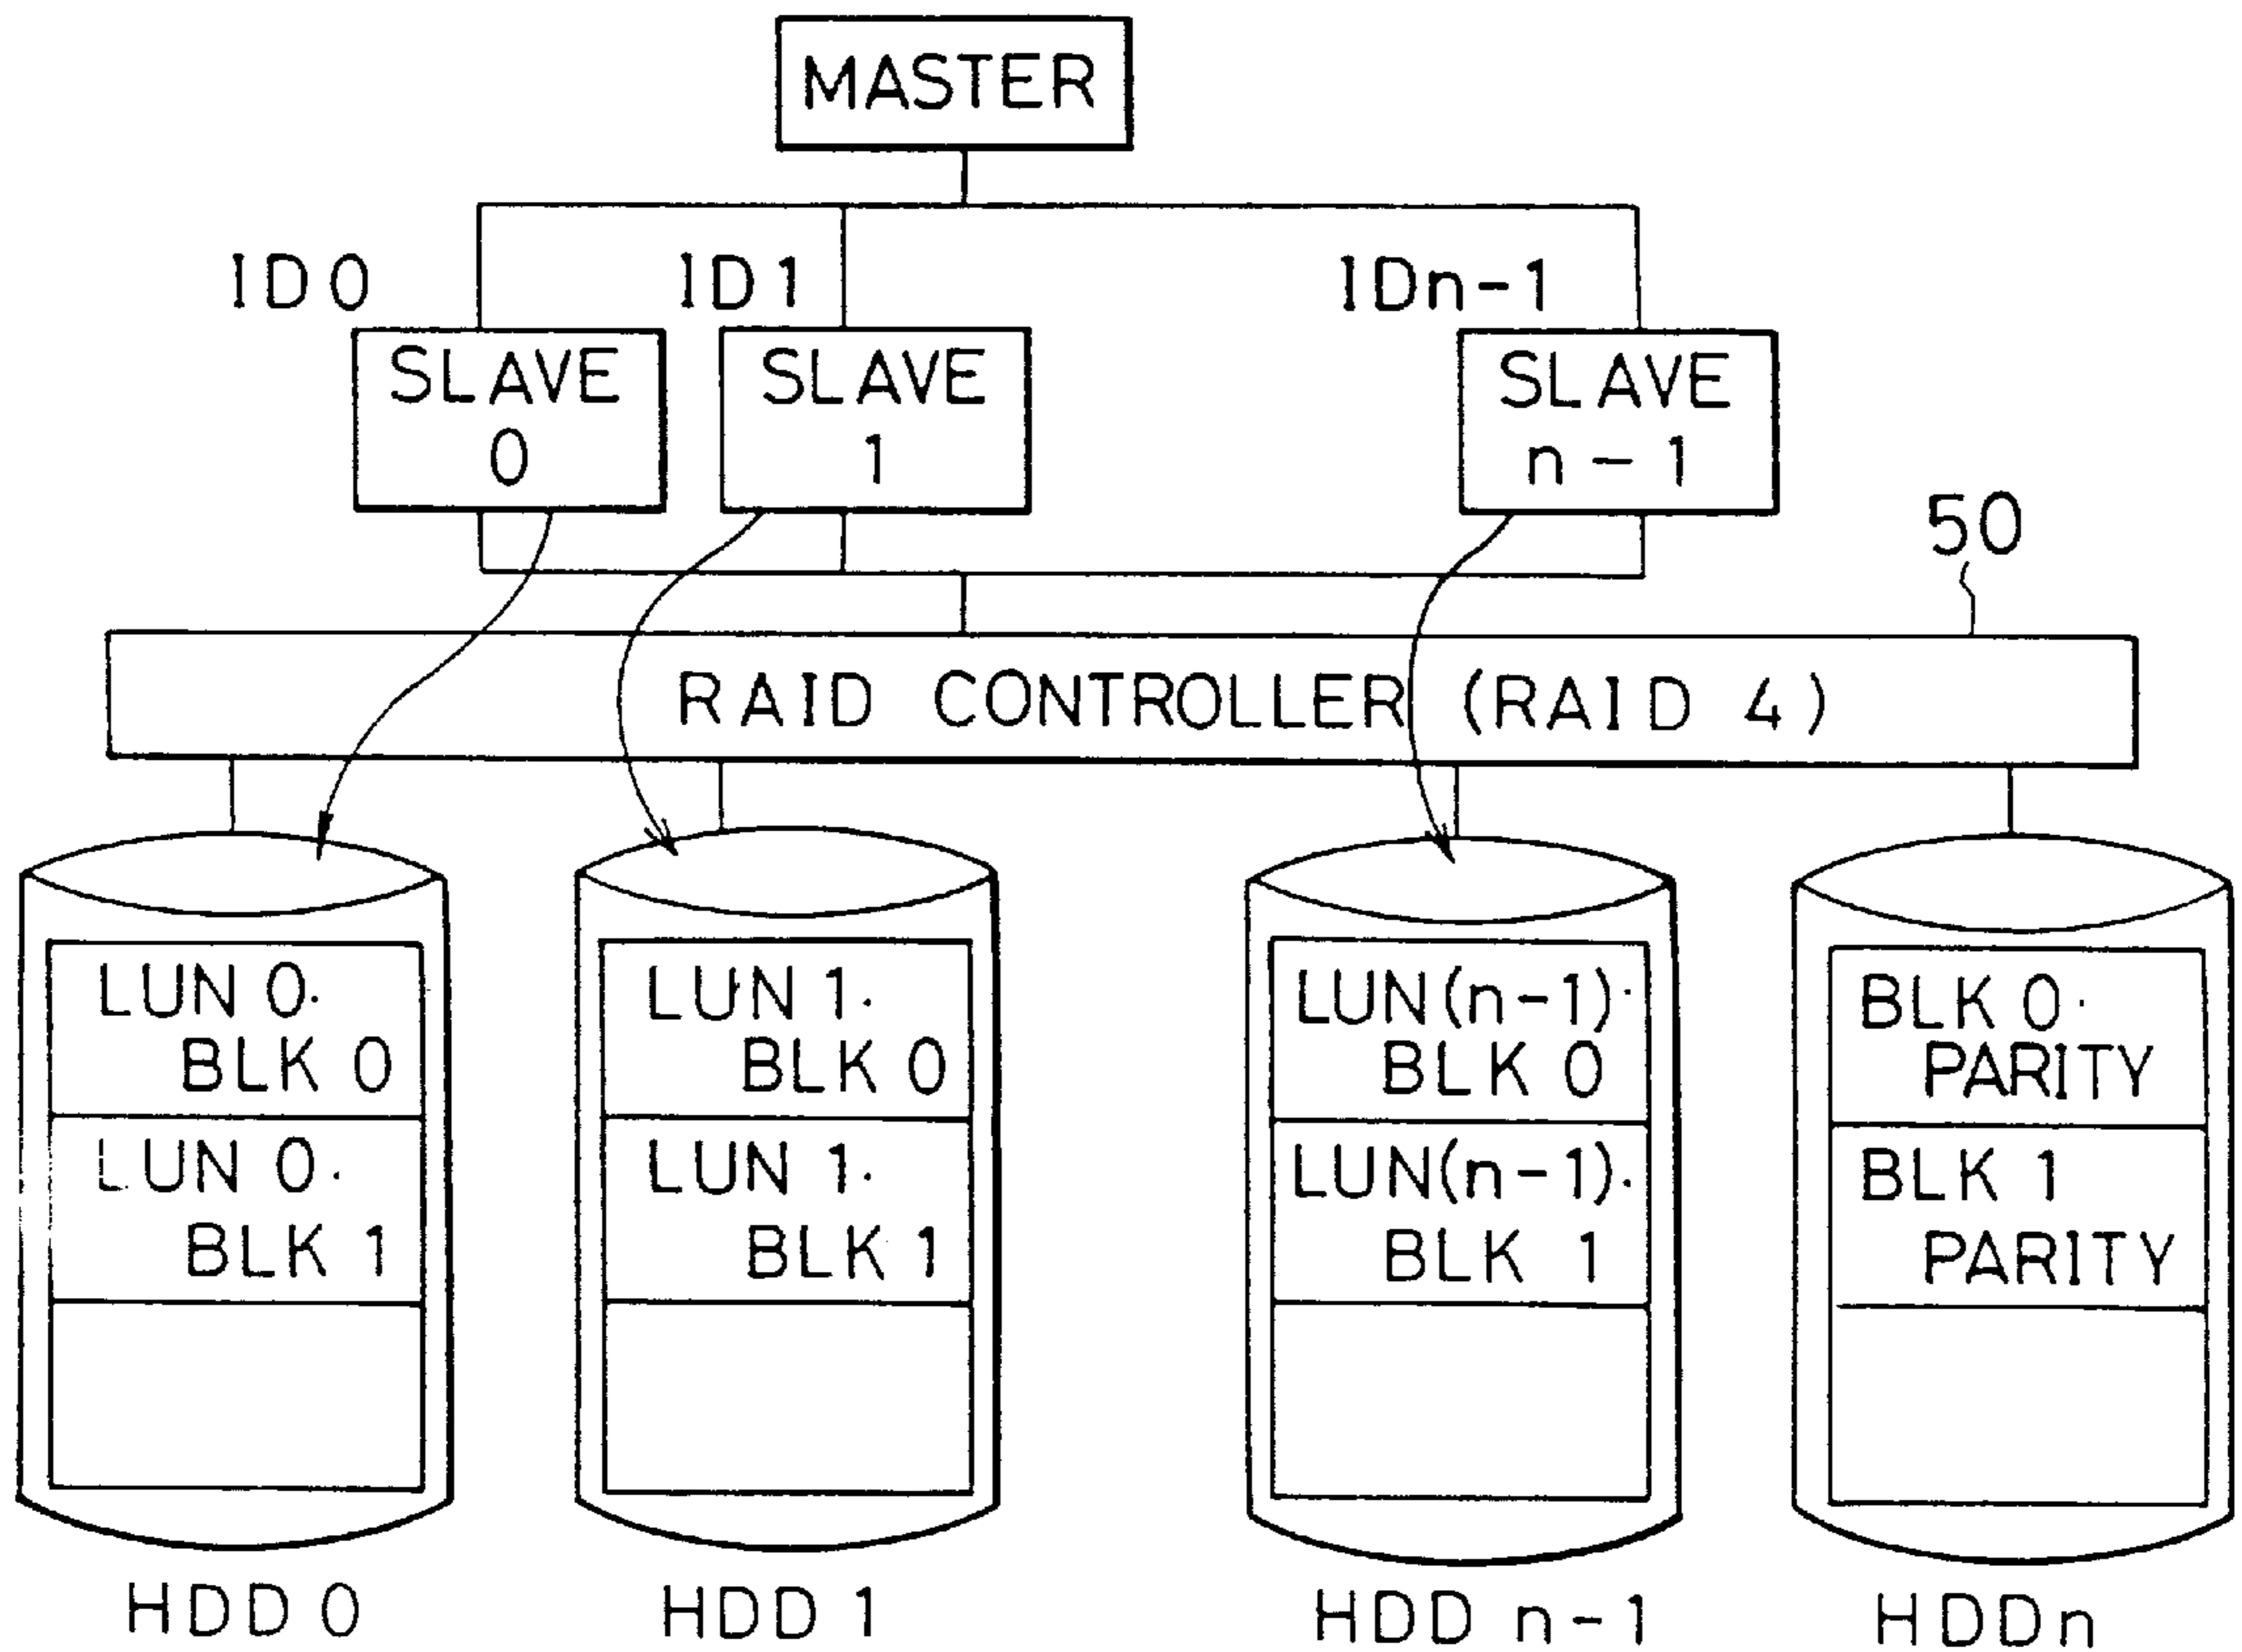 MASTER
ID0
ID1
IDn-1
SLAVE
0
SLAVE
1
SLAVE
n-1
50
RAID CONTROLLER (RAID 4)
LUN 0.
BLK 0
LUN 0.
BLK 1
LUN 1.
BLK 0
LUN 1.
BLK 1
LUN(n-1).
BLK 0
LUN(n-1).
BLK 1
BLK 0.
PARITY
BLK 1
PARITY
HDD 0
HDD 1
HDD n-1
HDDn